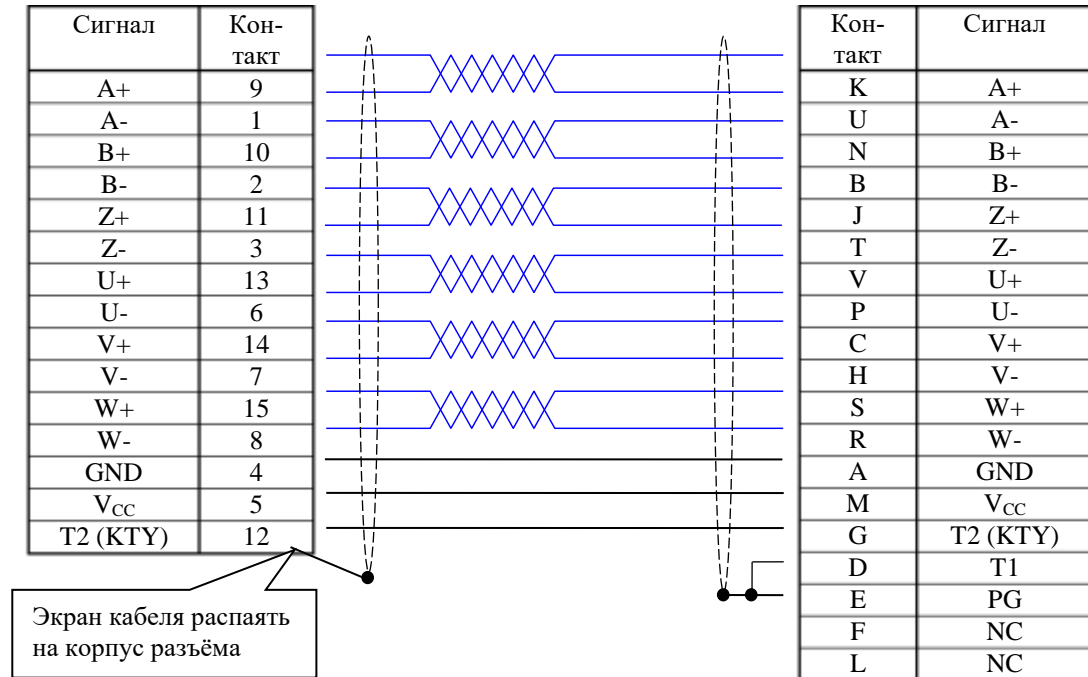 Сигнал Кон-
такт
A+ 9
A- 1
B+ 10
B- 2
Z+ 11
Z- 3
U+ 13
U- 6
V+ 14
V- 7
W+ 15
W- 8
GND 4
VCC 5
T2 (KTY) 12
Экран кабеля распаять
на корпус разъёма
Кон- Сигнал
такт
K A+
U A-
N B+
B B-
J Z+
T Z-
V U+
P U-
C V+
H V-
S W+
R W-
A GND
M VCC
G T2 (KTY)
D T1
E PG
F NC
L NC